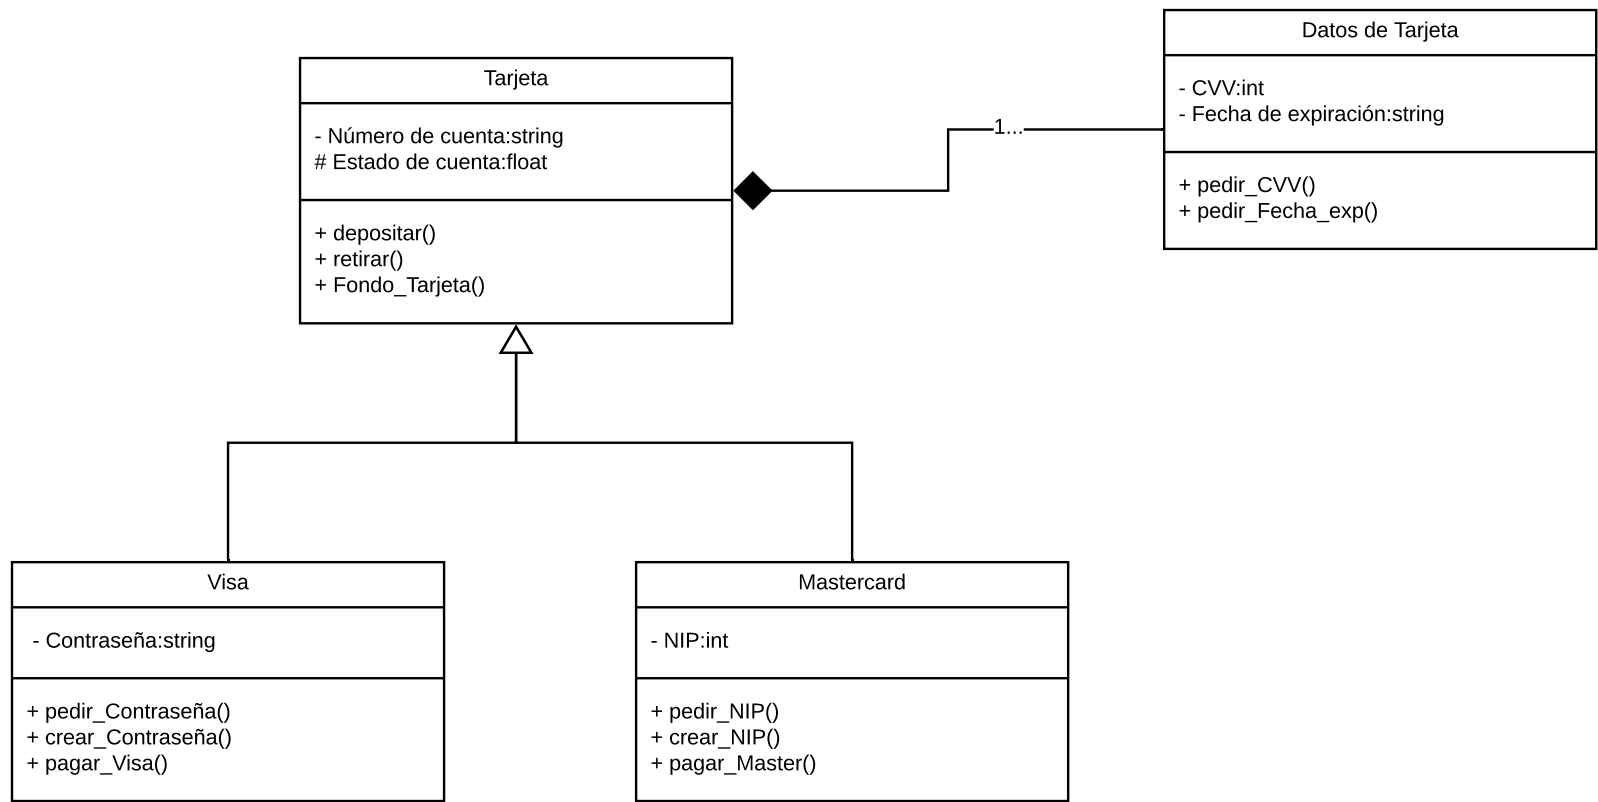 Tarjeta
- Número de cuenta:string
# Estado de cuenta:float
+ depositar()
+ retirar()
+ Fondo_Tarjeta()
1...
Datos de Tarjeta
- CVV:int
- Fecha de expiración:string
+ pedir_CVV()
+ pedir_Fecha_exp()
Visa
- Contraseña:string
+ pedir_Contraseña()
+ crear_Contraseña()
+ pagar_Visa()
Mastercard
- NIP:int
+ pedir_NIP()
+ crear_NIP()
+ pagar_Master()